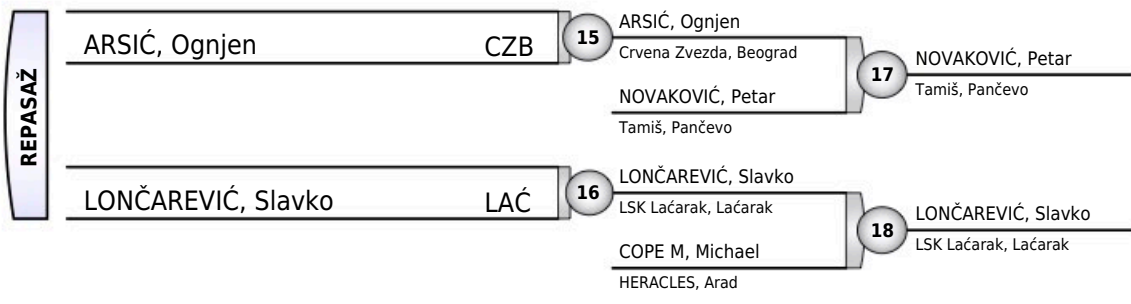 REPASAŽ
ARSIĆ, Ognjen CZB
15
ARSIĆ, Ognjen
Crvena Zvezda, Beograd
NOVAKOVIĆ, Petar
Tamiš, Pančevo
17
NOVAKOVIĆ, Petar
Tamiš, Pančevo
LONČAREVIĆ, Slavko LAĆ
16
LONČAREVIĆ, Slavko
LSK Laćarak, Laćarak
COPE M, Michael
HERACLES, Arad
18
LONČAREVIĆ, Slavko
LSK Laćarak, Laćarak